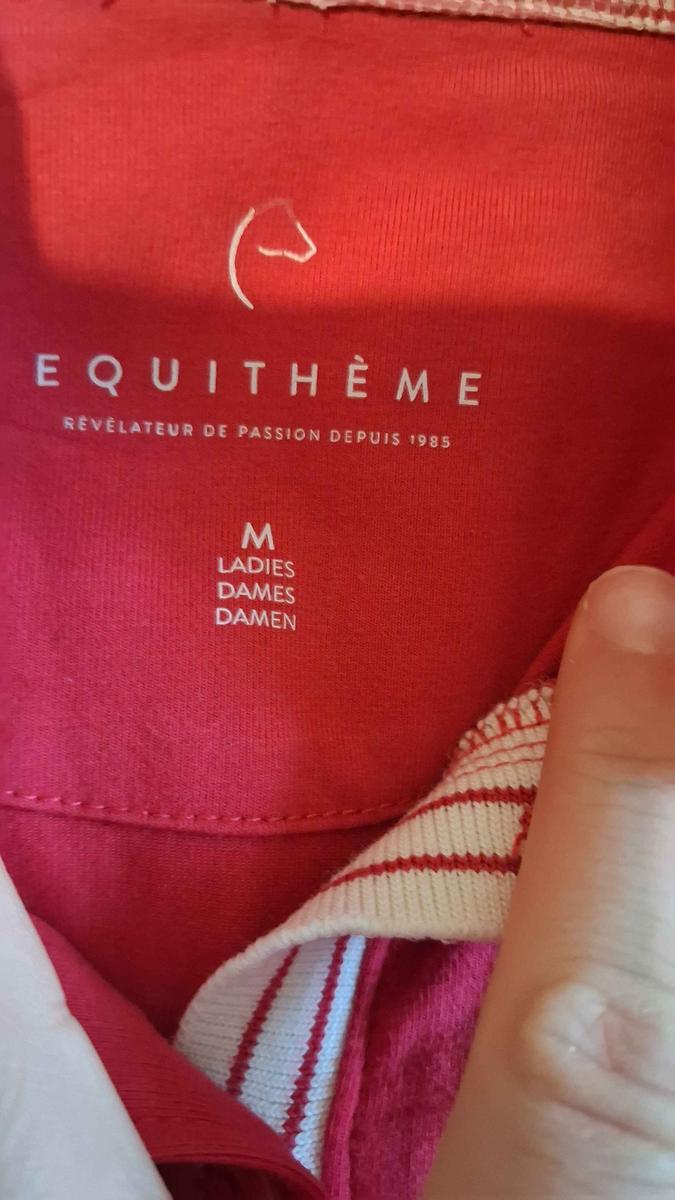 EQUITHÈME
RÉVÉLATEUR DE PASSION DEPUIS 1985
M
LADIES
DAMES
DAMEN